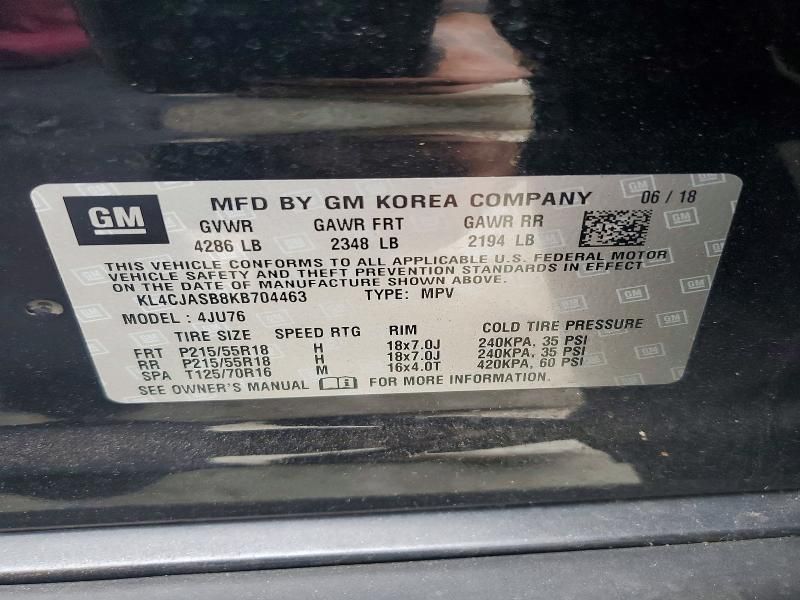 GM MFD BY GM KOREA COMPANY 06 / 18
GVWR GAWR FRT GAWR RR
4286 LB 2348 LB 2194 LB
THIS VEHICLE CONFORMS TO ALL APPLICABLE U.S. FEDERAL MOTOR
VEHICLE SAFETY AND THEFT PREVENTION STANDARDS IN EFFECT
ON THE DATE OF MANUFACTURE SHOWN ABOVE.
KL4CJASB8KB704463 TYPE: MPV
MODEL : 4JU76
TIRE SIZE SPEED RTG RIM COLD TIRE PRESSURE
FRT P215/55R18 H 18x7.0J 240KPA, 35 PSI
RR P215/55R18 H 18x7.0J 240KPA, 35 PSI
SPA T125/70R16 M 16x4.0T 420KPA, 60 PSI
SEE OWNER'S MANUAL FOR MORE INFORMATION.